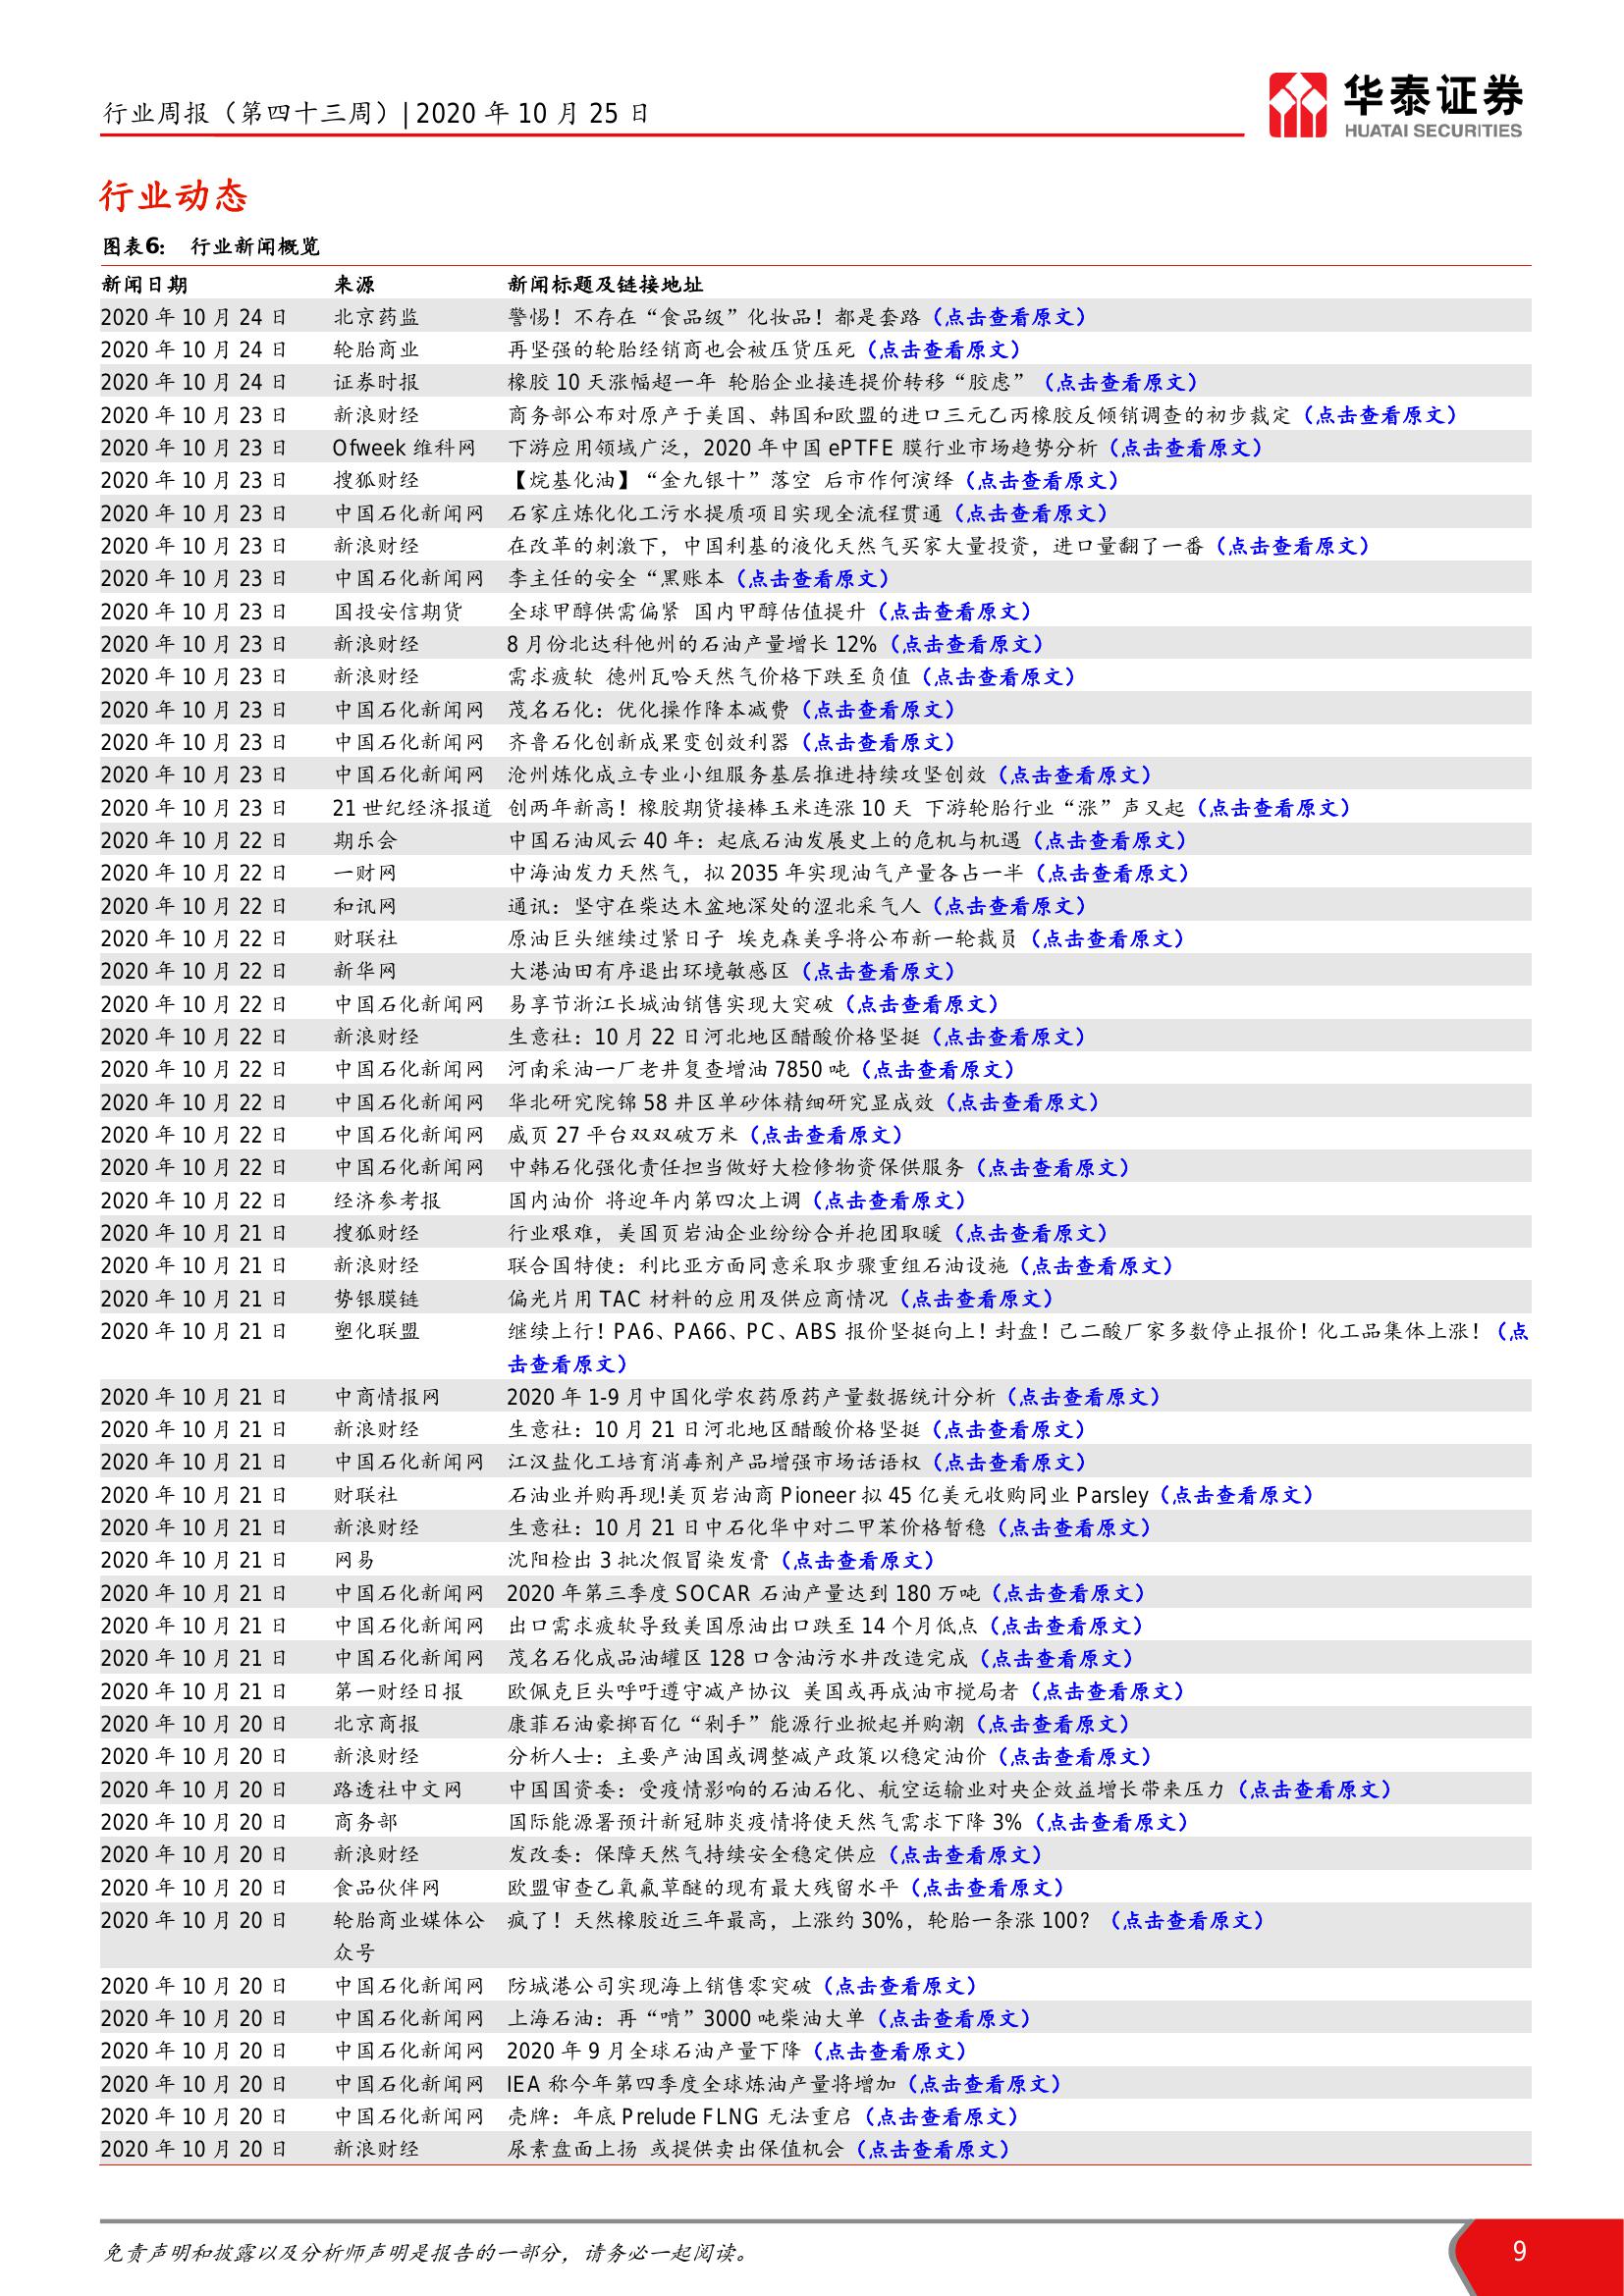 行业周报（第四十三周）| 2020 年 10 月 25 日
华泰证券
HUATAI SECURITIES
行业动态
图表6： 行业新闻概览
新闻日期 来源 新闻标题及链接地址
2020 年 10 月 24 日 北京药监 警惕！不存在“食品级”化妆品！都是套路（点击查看原文）
2020 年 10 月 24 日 轮胎商业 再坚强的轮胎经销商也会被压货压死（点击查看原文）
2020 年 10 月 24 日 证券时报 橡胶 10 天涨幅超一年 轮胎企业接连提价转移“胶虑”（点击查看原文）
2020 年 10 月 23 日 新浪财经 商务部公布对原产于美国、韩国和欧盟的进口三元乙丙橡胶反倾销调查的初步裁定（点击查看原文）
2020 年 10 月 23 日 Ofweek 维科网 下游应用领域广泛，2020 年中国 ePTFE 膜行业市场趋势分析（点击查看原文）
2020 年 10 月 23 日 搜狐财经 【烷基化油】“金九银十”落空 后市作何演绎（点击查看原文）
2020 年 10 月 23 日 中国石化新闻网 石家庄炼化化工污水提质项目实现全流程贯通（点击查看原文）
2020 年 10 月 23 日 新浪财经 在改革的刺激下，中国利基的液化天然气买家大量投资，进口量翻了一番（点击查看原文）
2020 年 10 月 23 日 中国石化新闻网 李主任的安全“黑账本（点击查看原文）
2020 年 10 月 23 日 国投安信期货 全球甲醇供需偏紧 国内甲醇估值提升（点击查看原文）
2020 年 10 月 23 日 新浪财经 8 月份北达科他州的石油产量增长 12%（点击查看原文）
2020 年 10 月 23 日 新浪财经 需求疲软 德州瓦哈天然气价格下跌至负值（点击查看原文）
2020 年 10 月 23 日 中国石化新闻网 茂名石化：优化操作降本减费（点击查看原文）
2020 年 10 月 23 日 中国石化新闻网 齐鲁石化创新成果变创效利器（点击查看原文）
2020 年 10 月 23 日 中国石化新闻网 沧州炼化成立专业小组服务基层推进持续攻坚创效（点击查看原文）
2020 年 10 月 23 日 21 世纪经济报道 创两年新高！橡胶期货接棒玉米连涨 10 天 下游轮胎行业“涨”声又起（点击查看原文）
2020 年 10 月 22 日 期乐会 中国石油风云 40 年：起底石油发展史上的危机与机遇（点击查看原文）
2020 年 10 月 22 日 一财网 中海油发力天然气，拟 2035 年实现油气产量各占一半（点击查看原文）
2020 年 10 月 22 日 和讯网 通讯：坚守在柴达木盆地深处的涩北采气人（点击查看原文）
2020 年 10 月 22 日 财联社 原油巨头继续过紧日子 埃克森美孚将公布新一轮裁员（点击查看原文）
2020 年 10 月 22 日 新华网 大港油田有序退出环境敏感区（点击查看原文）
2020 年 10 月 22 日 中国石化新闻网 易享节浙江长城油销售实现大突破（点击查看原文）
2020 年 10 月 22 日 新浪财经 生意社：10 月 22 日河北地区醋酸价格坚挺（点击查看原文）
2020 年 10 月 22 日 中国石化新闻网 河南采油一厂老井复查增油 7850 吨（点击查看原文）
2020 年 10 月 22 日 中国石化新闻网 华北研究院锦 58 井区单砂体精细研究显成效（点击查看原文）
2020 年 10 月 22 日 中国石化新闻网 威页 27 平台双双破万米（点击查看原文）
2020 年 10 月 22 日 中国石化新闻网 中韩石化强化责任担当做好大检修物资保供服务（点击查看原文）
2020 年 10 月 22 日 经济参考报 国内油价 将迎年内第四次上调（点击查看原文）
2020 年 10 月 21 日 搜狐财经 行业艰难，美国页岩油企业纷纷合并抱团取暖（点击查看原文）
2020 年 10 月 21 日 新浪财经 联合国特使：利比亚方面同意采取步骤重组石油设施（点击查看原文）
2020 年 10 月 21 日 势银膜链 偏光片用 TAC 材料的应用及供应商情况（点击查看原文）
2020 年 10 月 21 日 塑化联盟 继续上行！PA6、PA66、PC、ABS 报价坚挺向上！封盘！己二酸厂家多数停止报价！化工品集体上涨！（点
击查看原文）
2020 年 10 月 21 日 中商情报网 2020 年 1-9 月中国化学农药原药产量数据统计分析（点击查看原文）
2020 年 10 月 21 日 新浪财经 生意社：10 月 21 日河北地区醋酸价格坚挺（点击查看原文）
2020 年 10 月 21 日 中国石化新闻网 江汉盐化工培育消毒剂产品增强市场话语权（点击查看原文）
2020 年 10 月 21 日 财联社 石油业并购再现!美页岩油商 Pioneer 拟 45 亿美元收购同业 Parsley（点击查看原文）
2020 年 10 月 21 日 新浪财经 生意社：10 月 21 日中石化华中对二甲苯价格暂稳（点击查看原文）
2020 年 10 月 21 日 网易 沈阳检出 3 批次假冒染发膏（点击查看原文）
2020 年 10 月 21 日 中国石化新闻网 2020 年第三季度 SOCAR 石油产量达到 180 万吨（点击查看原文）
2020 年 10 月 21 日 中国石化新闻网 出口需求疲软导致美国原油出口跌至 14 个月低点（点击查看原文）
2020 年 10 月 21 日 中国石化新闻网 茂名石化成品油罐区 128 口含油污水井改造完成（点击查看原文）
2020 年 10 月 21 日 第一财经日报 欧佩克巨头呼吁遵守减产协议 美国或再成油市搅局者（点击查看原文）
2020 年 10 月 20 日 北京商报 康菲石油豪掷百亿“剁手”能源行业掀起并购潮（点击查看原文）
2020 年 10 月 20 日 新浪财经 分析人士：主要产油国或调整减产政策以稳定油价（点击查看原文）
2020 年 10 月 20 日 路透社中文网 中国国资委：受疫情影响的石油石化、航空运输业对央企效益增长带来压力（点击查看原文）
2020 年 10 月 20 日 商务部 国际能源署预计新冠肺炎疫情将使天然气需求下降 3%（点击查看原文）
2020 年 10 月 20 日 新浪财经 发改委：保障天然气持续安全稳定供应（点击查看原文）
2020 年 10 月 20 日 食品伙伴网 欧盟审查乙氧氟草醚的现有最大残留水平（点击查看原文）
2020 年 10 月 20 日 轮胎商业媒体公 疯了！天然橡胶近三年最高，上涨约 30%，轮胎一条涨 100？（点击查看原文）
众号
2020 年 10 月 20 日 中国石化新闻网 防城港公司实现海上销售零突破（点击查看原文）
2020 年 10 月 20 日 中国石化新闻网 上海石油：再“啃”3000 吨柴油大单（点击查看原文）
2020 年 10 月 20 日 中国石化新闻网 2020 年 9 月全球石油产量下降（点击查看原文）
2020 年 10 月 20 日 中国石化新闻网 IEA 称今年第四季度全球炼油产量将增加（点击查看原文）
2020 年 10 月 20 日 中国石化新闻网 壳牌：年底 Prelude FLNG 无法重启（点击查看原文）
2020 年 10 月 20 日 新浪财经 尿素盘面上扬 或提供卖出保值机会（点击查看原文）
免责声明和披露以及分析师声明是报告的一部分，请务必一起阅读。 9